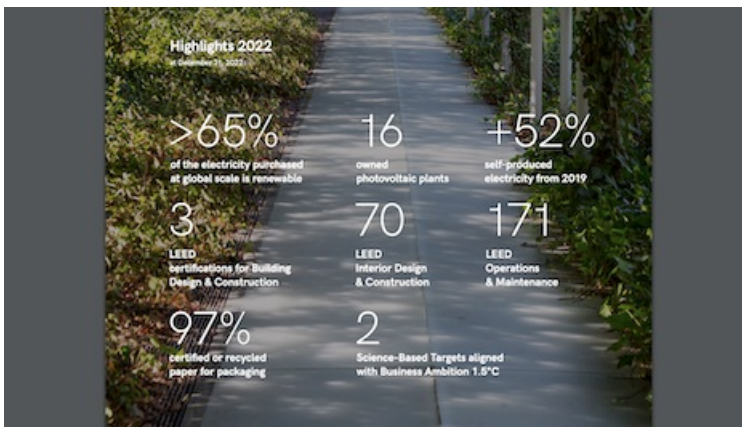 Highlights 2022
at December 31, 2022
>65%
of the electricity purchased
at global scale is renewable
16
owned
photovoltaic plants
+52%
self-produced
electricity from 2019
3
LEED
certifications for Building
Design & Construction
70
LEED
Interior Design
& Construction
171
LEED
Operations
& Maintenance
97%
certified or recycled
paper for packaging
2
Science-Based Targets aligned
with Business Ambition 1.5°C